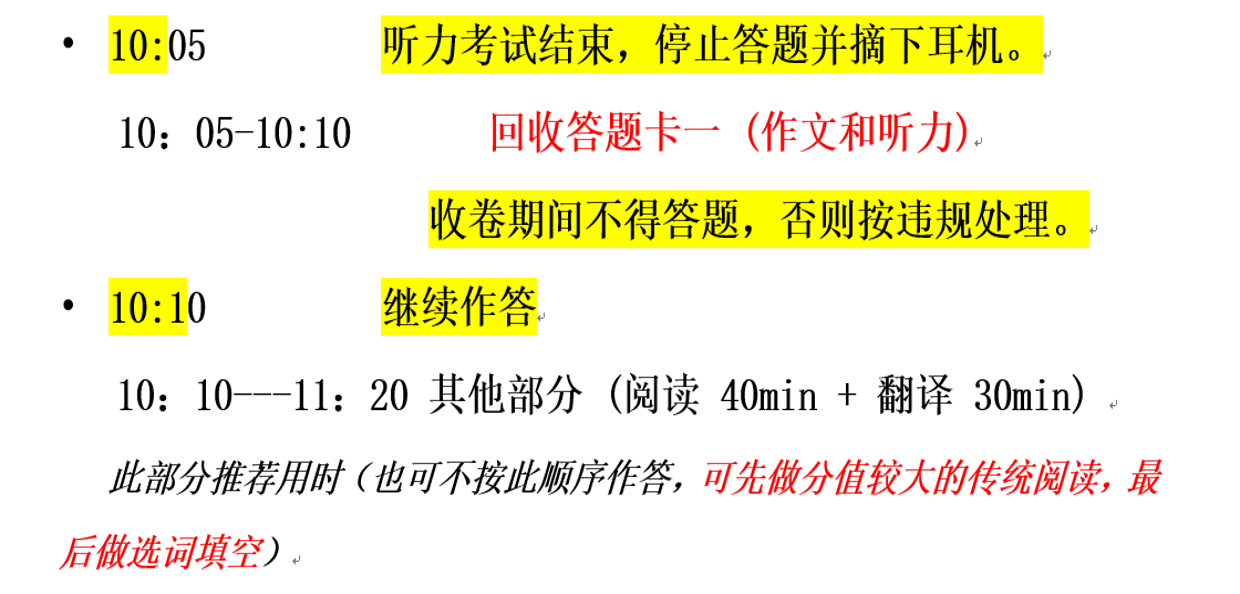 • 10:05 听力考试结束，停止答题并摘下耳机。
10：05-10:10 回收答题卡一 (作文和听力)
收卷期间不得答题，否则按违规处理。
• 10:10 继续作答
10：10---11：20 其他部分 (阅读 40min + 翻译 30min)
此部分推荐用时（也可不按此顺序作答，可先做分值较大的传统阅读，最
后做选词填空）